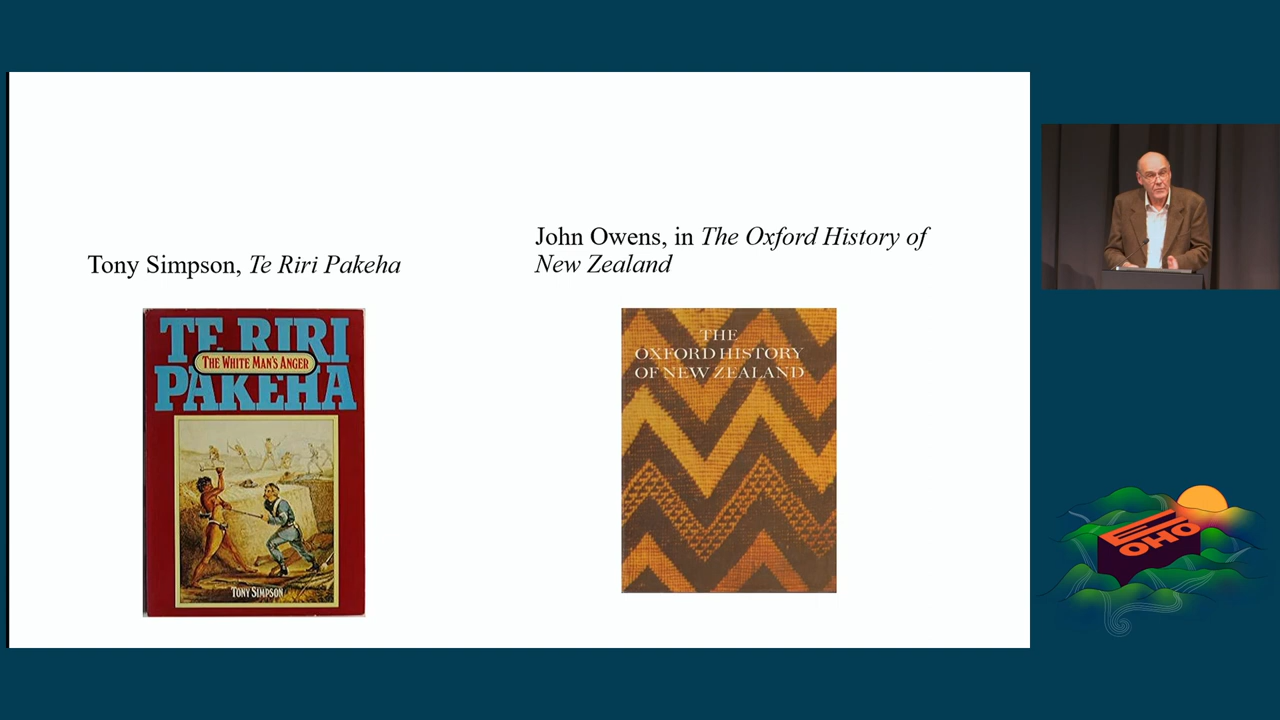 Tony Simpson, Te Riri Pakeha
John Owens, in The Oxford History of
New Zealand
TE RIRI
THE WHITE MAN'S ANGER
PAKEHA
TONY SIMPSON
THE
OXFORD HISTORY
OF NEW ZEALAND
E
OHO